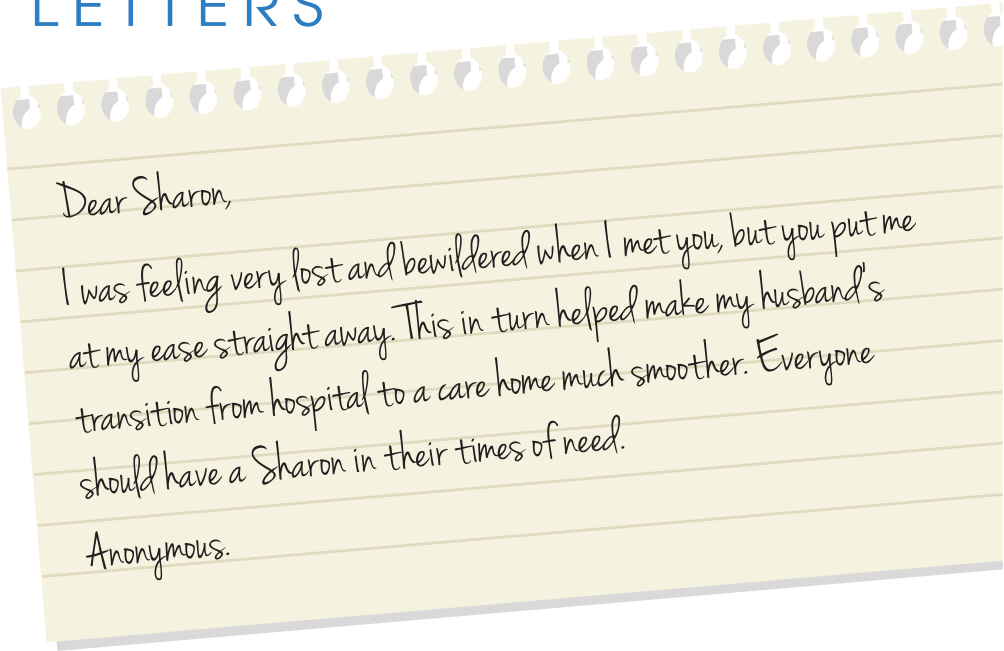 LETTERS
Dear Sharon,
I was feeling very lost and bewildered when I met you, but you put me
at my ease straight away. This in turn helped make my husband's
transition from hospital to a care home much smoother. Everyone
should have a Sharon in their times of need.
Anonymous.